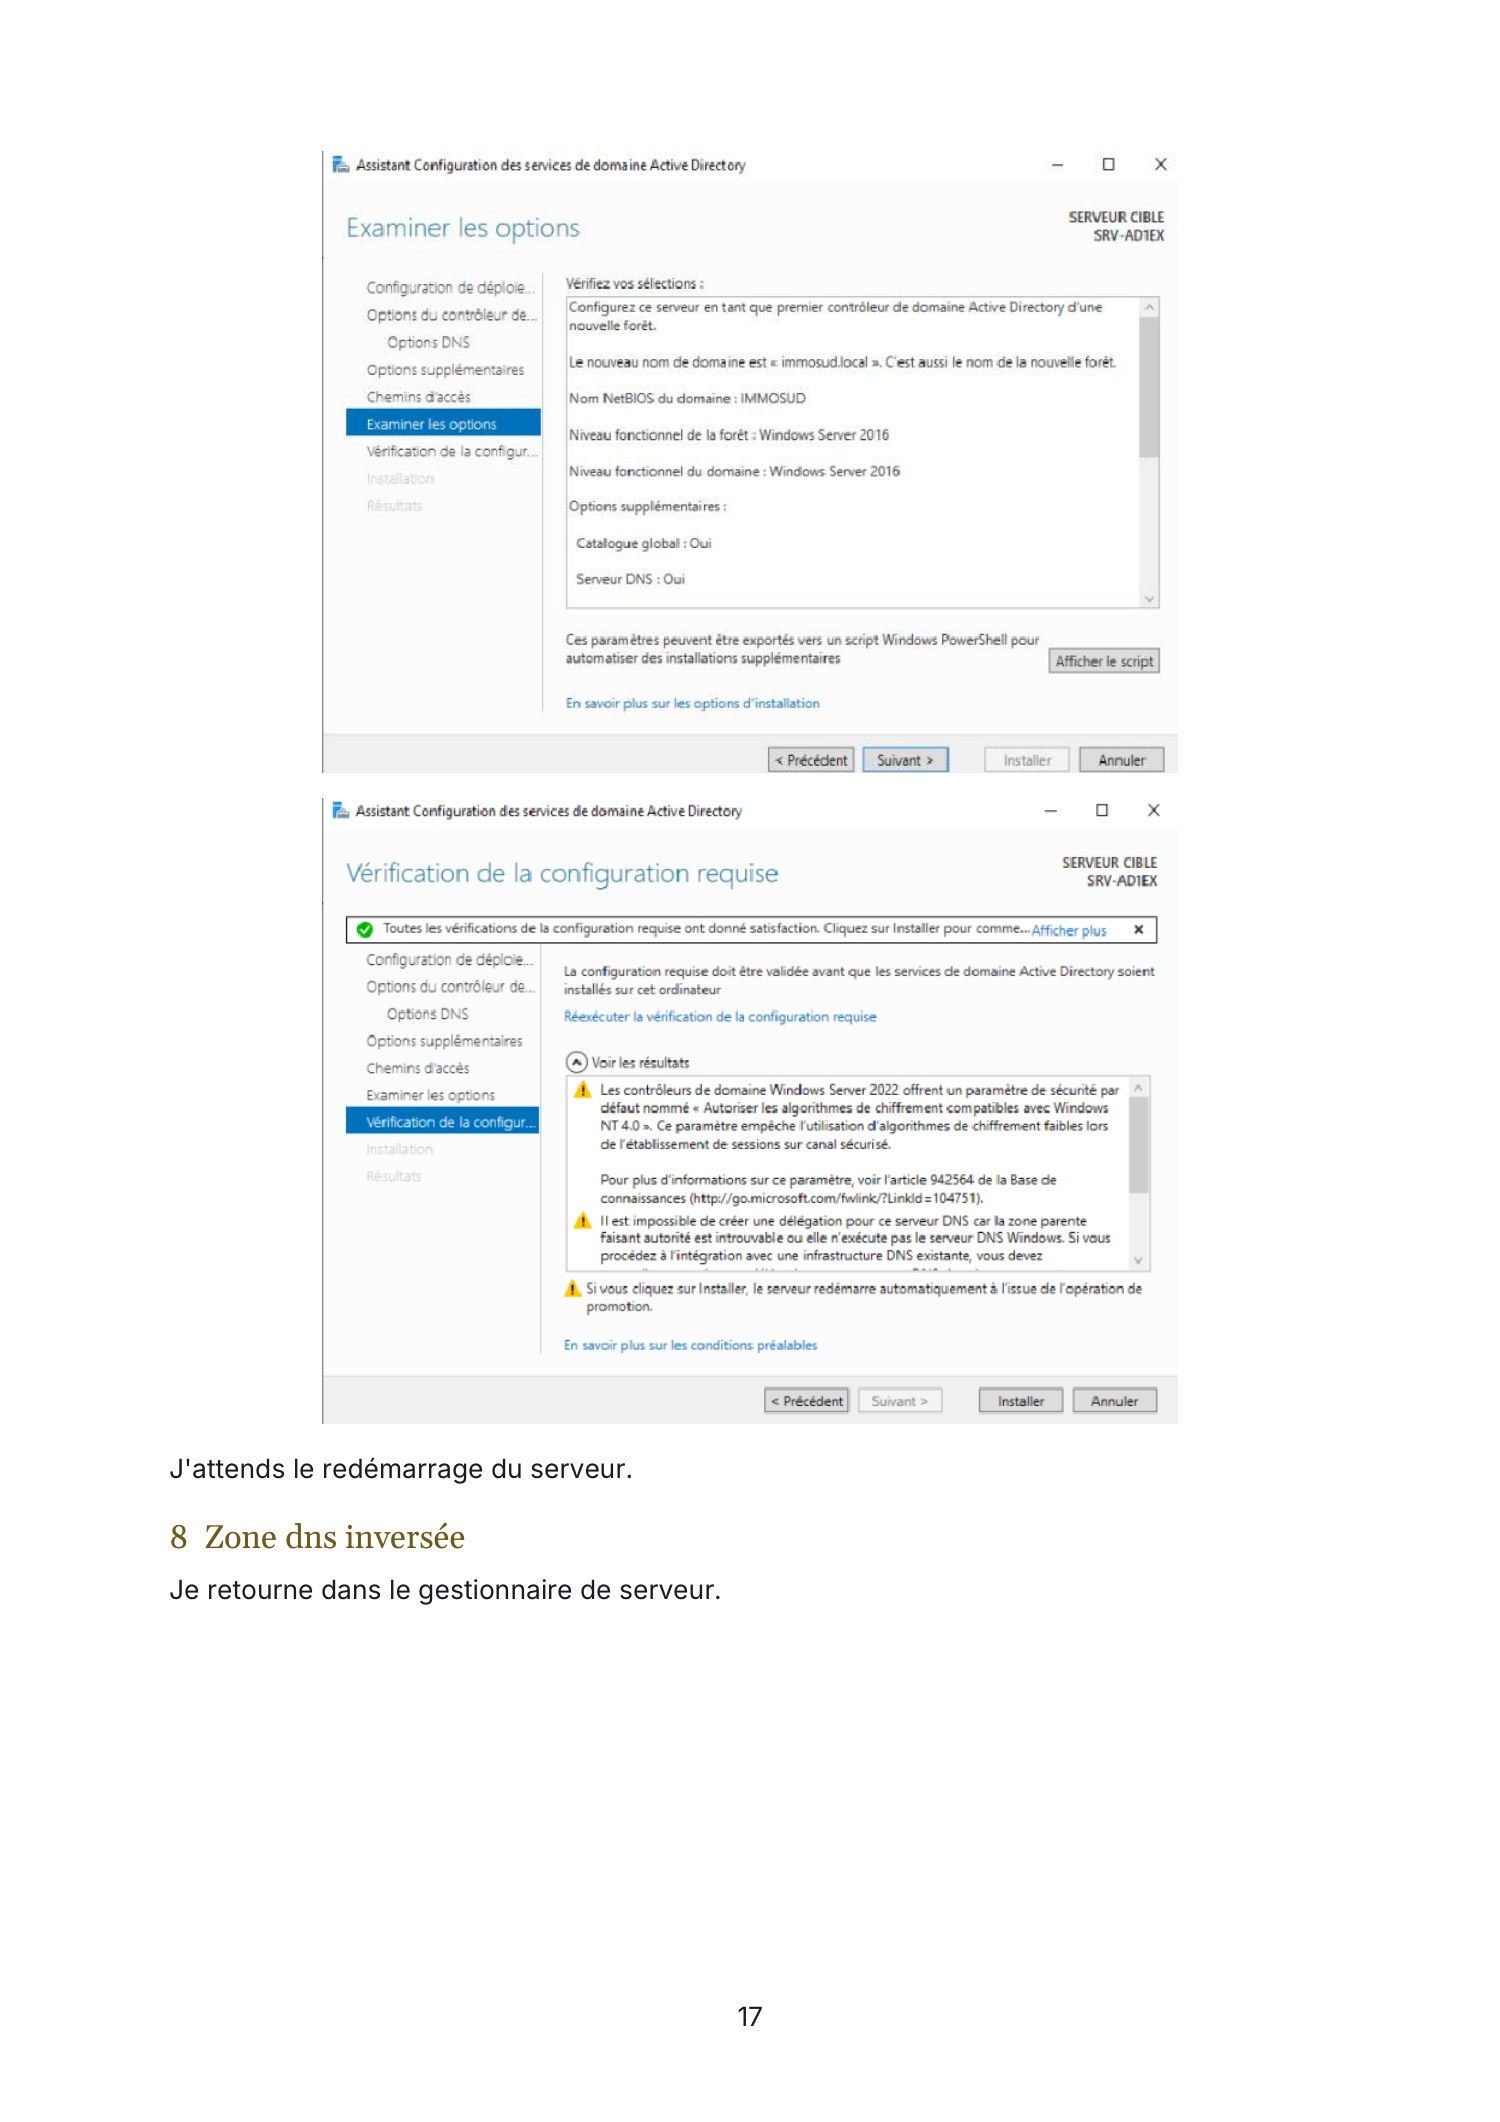 Assistant Configuration des services de domaine Active Directory
Examiner les options
SERVEUR CIBLE
SRV-AD1EX
Configuration de déploie...
Options du contrôleur de...
Options DNS
Options supplémentaires
Chemins d'accès
Examiner les options
Vérification de la configur...
Installation
Résultats
Vérifiez vos sélections :
Configurez ce serveur en tant que premier contrôleur de domaine Active Directory d'une
nouvelle forêt.
Le nouveau nom de domaine est « immosud.local ». C'est aussi le nom de la nouvelle forêt.
Nom NetBIOS du domaine : IMMOSUD
Niveau fonctionnel de la forêt : Windows Server 2016
Niveau fonctionnel du domaine : Windows Server 2016
Options supplémentaires :
Catalogue global : Oui
Serveur DNS : Oui
Ces paramètres peuvent être exportés vers un script Windows PowerShell pour
automatiser des installations supplémentaires
Afficher le script
En savoir plus sur les options d'installation
< Précédent
Suivant >
Installer
Annuler
Assistant Configuration des services de domaine Active Directory
Vérification de la configuration requise
SERVEUR CIBLE
SRV-AD1EX
Toutes les vérifications de la configuration requise ont donné satisfaction. Cliquez sur Installer pour comme... Afficher plus
Configuration de déploie...
Options du contrôleur de...
Options DNS
Options supplémentaires
Chemins d'accès
Examiner les options
Vérification de la configur...
Installation
Résultats
La configuration requise doit être validée avant que les services de domaine Active Directory soient
installés sur cet ordinateur
Réexécuter la vérification de la configuration requise
Voir les résultats
Les contrôleurs de domaine Windows Server 2022 offrent un paramètre de sécurité par
défaut nommé « Autoriser les algorithmes de chiffrement compatibles avec Windows
NT 4.0 ». Ce paramètre empêche l'utilisation d'algorithmes de chiffrement faibles lors
de l'établissement de sessions sur canal sécurisé.
Pour plus d'informations sur ce paramètre, voir l'article 942564 de la Base de
connaissances (http://go.microsoft.com/fwlink/?LinkId=104751).
Il est impossible de créer une délégation pour ce serveur DNS car la zone parente
faisant autorité est introuvable ou elle n'exécute pas le serveur DNS Windows. Si vous
procédez à l'intégration avec une infrastructure DNS existante, vous devez
Si vous cliquez sur Installer, le serveur redémarre automatiquement à l'issue de l'opération de
promotion.
En savoir plus sur les conditions préalables
< Précédent
Suivant >
Installer
Annuler
J'attends le redémarrage du serveur.
8 Zone dns inversée
Je retourne dans le gestionnaire de serveur.
17